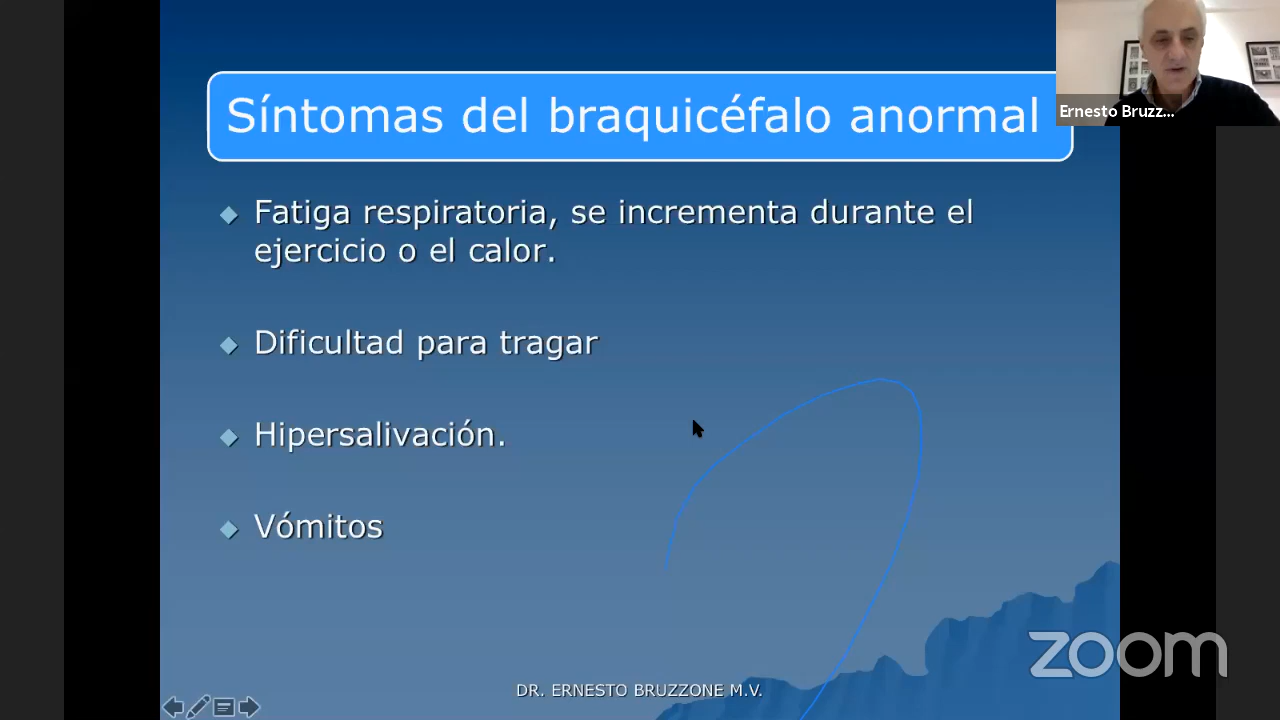 Síntomas del braquicéfalo anormal
Ernesto Bruzz...
Fatiga respiratoria, se incrementa durante el
ejercicio o el calor.
Dificultad para tragar
Hipersalivación.
Vómitos
zoom
DR. ERNESTO BRUZZONE M.V.